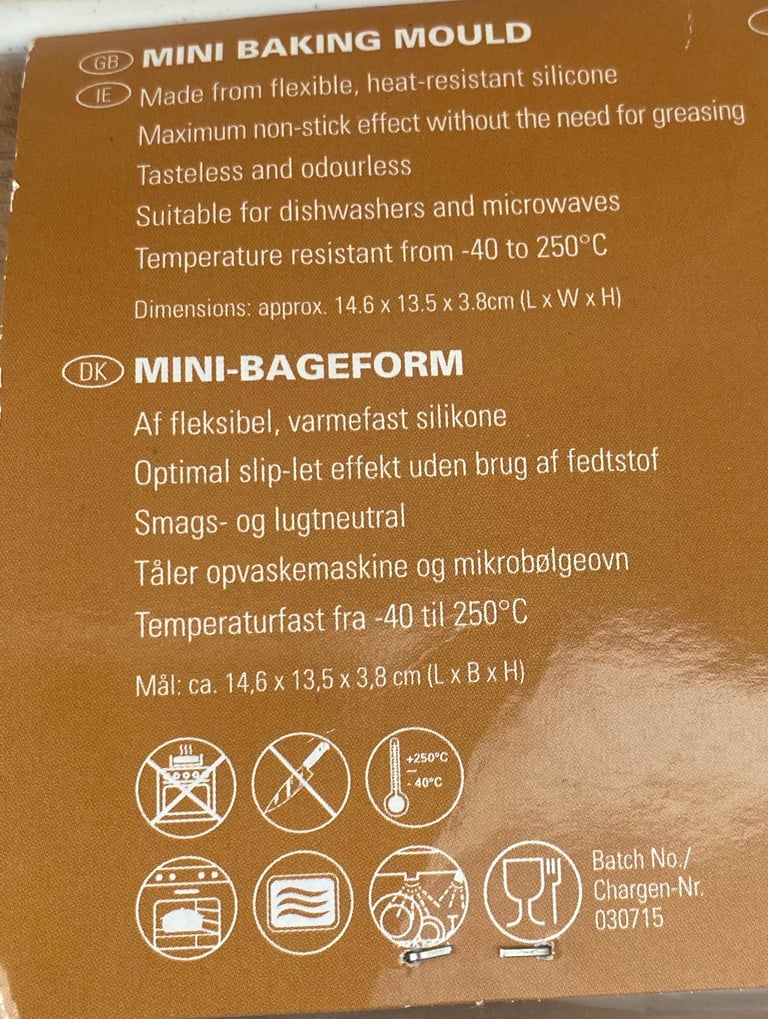 GB MINI BAKING MOULD
IE Made from flexible, heat-resistant silicone
Maximum non-stick effect without the need for greasing
Tasteless and odourless
Suitable for dishwashers and microwaves
Temperature resistant from -40 to 250°C
Dimensions: approx. 14.6 x 13.5 x 3.8cm (L x W x H)
DK MINI-BAGEFORM
Af fleksibel, varmefast silikone
Optimal slip-let effekt uden brug af fedtstof
Smags- og lugtneutral
Tåler opvaskemaskine og mikrobølgeovn
Temperaturfast fra -40 til 250°C
Mål: ca. 14,6 x 13,5 x 3,8 cm (L x B x H)
+250°C
- 40°C
Batch No./
Chargen-Nr.
030715